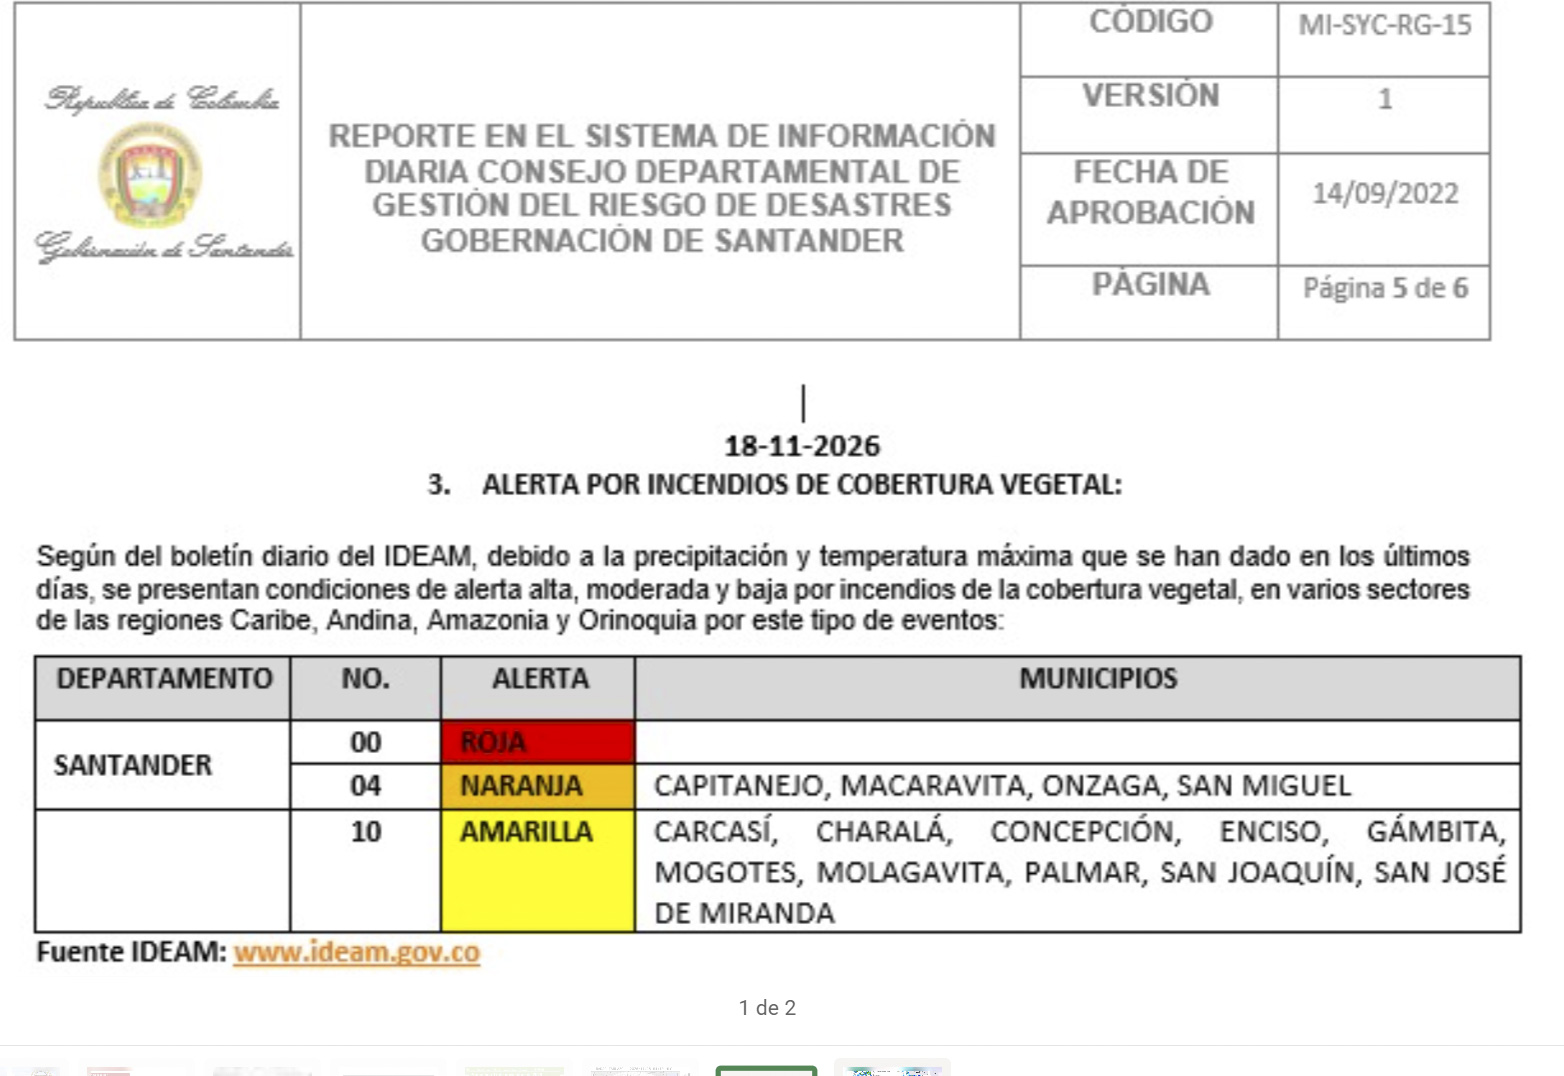 República de Colombia
Gobernación de Santander
REPORTE EN EL SISTEMA DE INFORMACIÓN
DIARIA CONSEJO DEPARTAMENTAL DE
GESTIÓN DEL RIESGO DE DESASTRES
GOBERNACIÓN DE SANTANDER
CÓDIGO MI-SYC-RG-15
VERSIÓN 1
FECHA DE
APROBACIÓN 14/09/2022
PÁGINA Página 5 de 6
18-11-2026
3. ALERTA POR INCENDIOS DE COBERTURA VEGETAL:
Según del boletín diario del IDEAM, debido a la precipitación y temperatura máxima que se han dado en los últimos
días, se presentan condiciones de alerta alta, moderada y baja por incendios de la cobertura vegetal, en varios sectores
de las regiones Caribe, Andina, Amazonia y Orinoquia por este tipo de eventos:
DEPARTAMENTO NO. ALERTA MUNICIPIOS
SANTANDER
00 ROJA
04 NARANJA CAPITANEJO, MACARAVITA, ONZAGA, SAN MIGUEL
10 AMARILLA CARCASÍ, CHARALÁ, CONCEPCIÓN, ENCISO, GÁMBITA,
MOGOTES, MOLAGAVITA, PALMAR, SAN JOAQUÍN, SAN JOSÉ
DE MIRANDA
Fuente IDEAM: www.ideam.gov.co
1 de 2